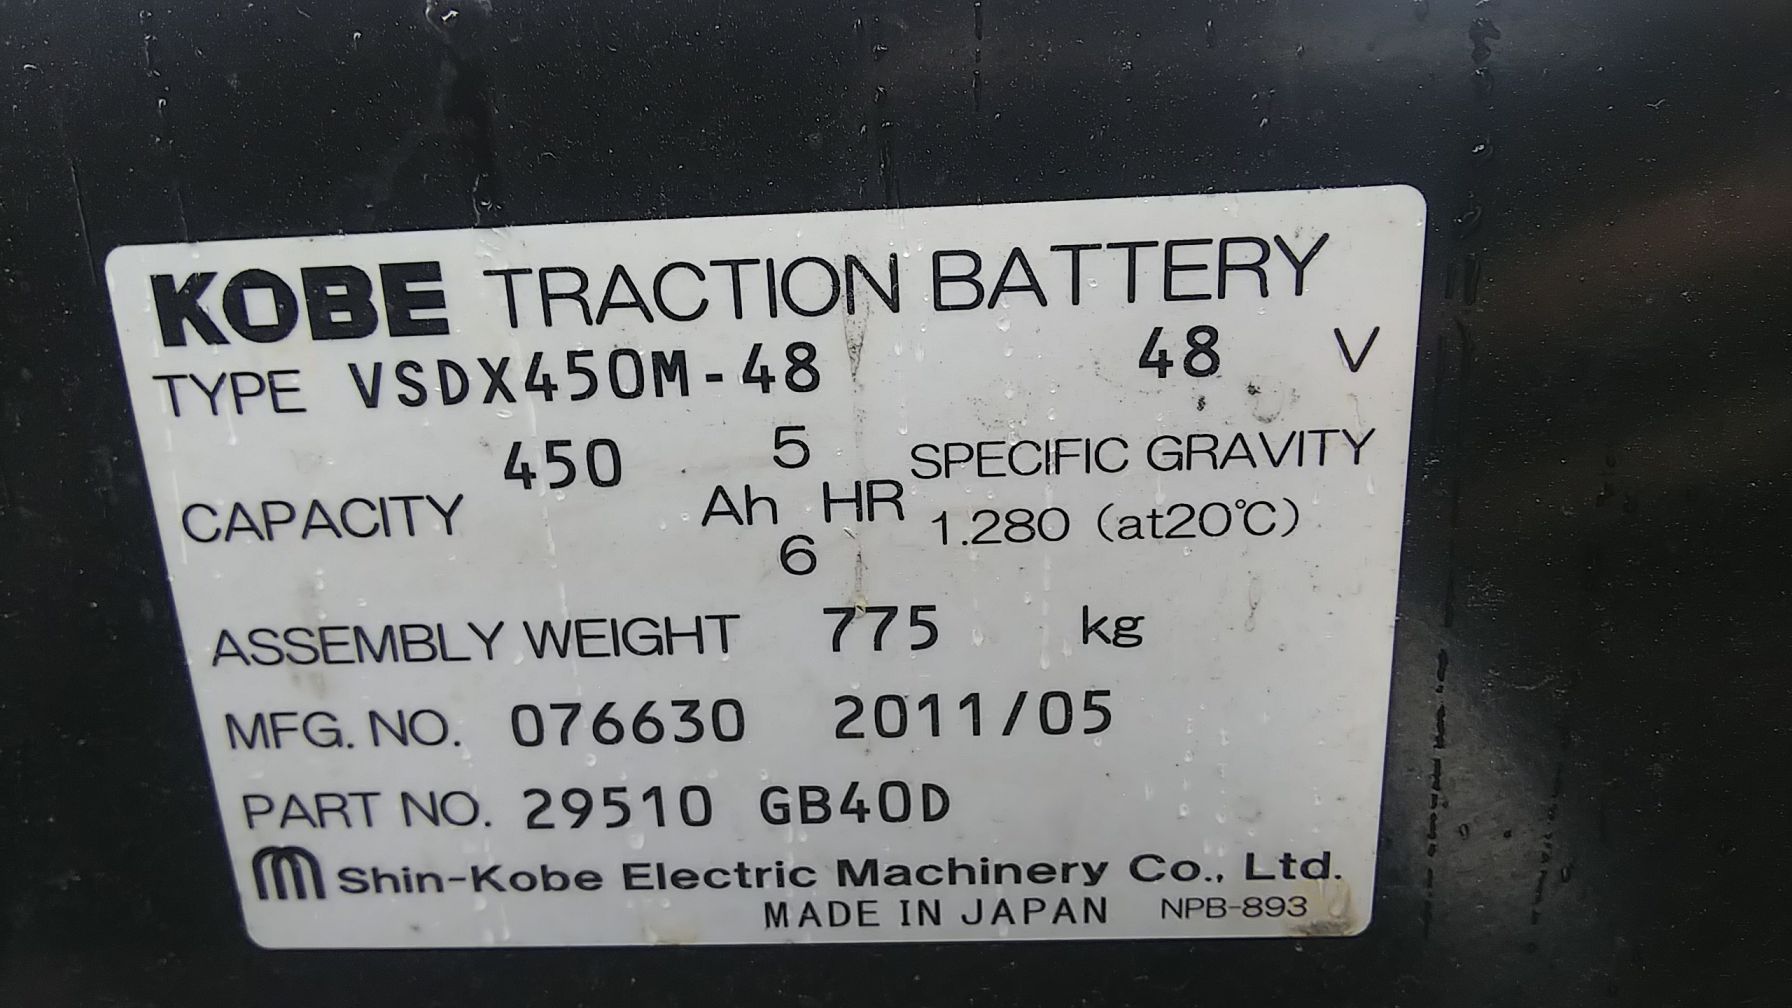 KOBE TRACTION BATTERY
TYPE VSDX450M-48 48 V
CAPACITY 450 Ah 5 HR 6
SPECIFIC GRAVITY
1.280 (at20℃)
ASSEMBLY WEIGHT 775 kg
MFG. NO. 076630 2011/05
PART NO. 29510 GB40D
Shin-Kobe Electric Machinery Co., Ltd.
MADE IN JAPAN NPB-893